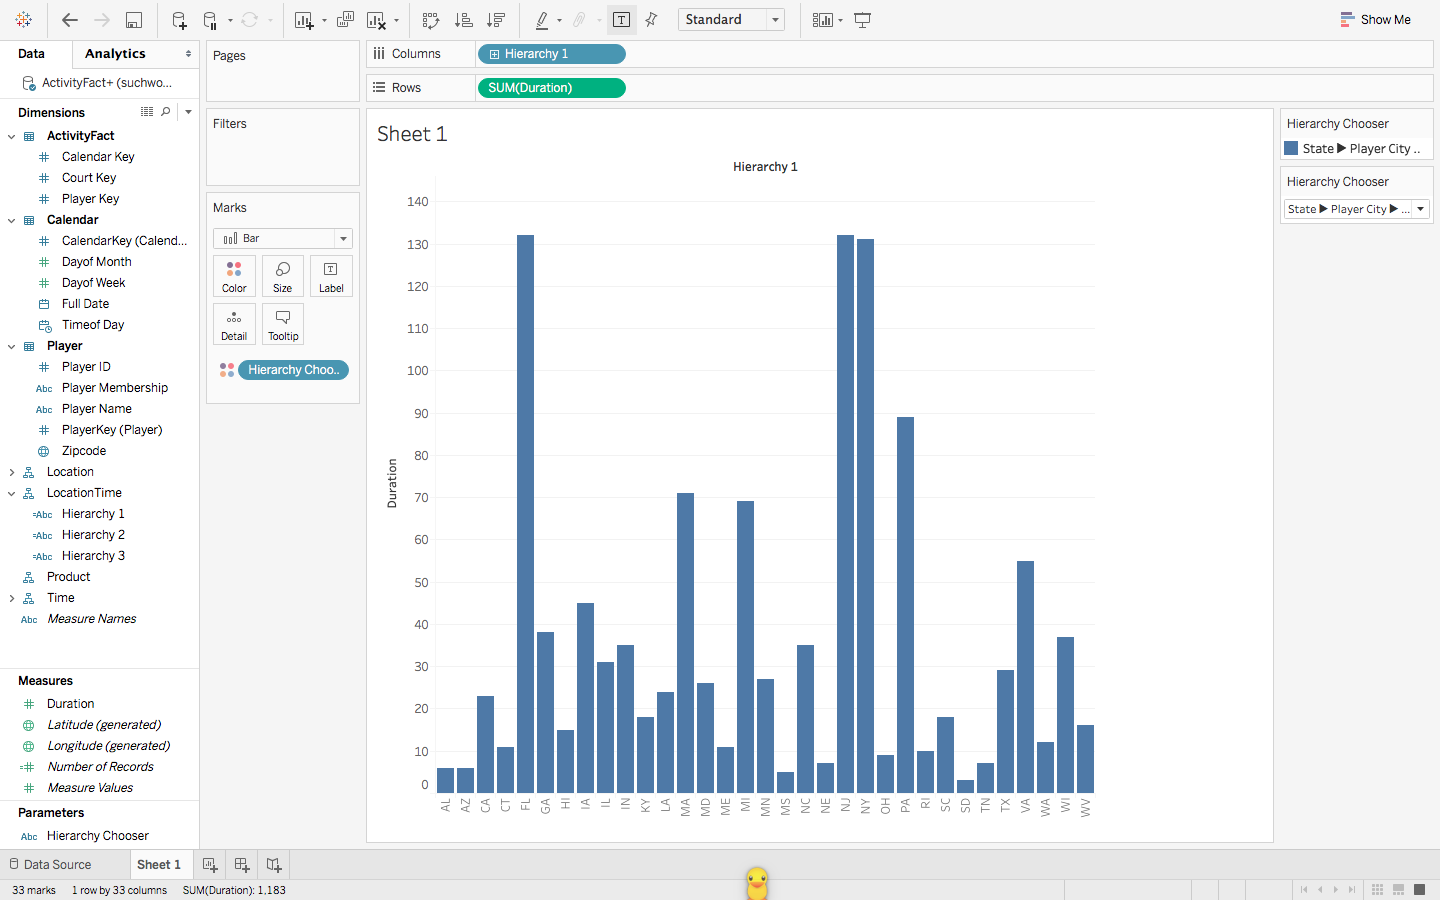 Standard
Show Me
Data
Analytics
ActivityFact+ (suchwo...
Dimensions
ActivityFact
Calendar Key
Court Key
Player Key
Calendar
CalendarKey (Calend...
Dayof Month
Dayof Week
Full Date
Timeof Day
Player
Player ID
Abc Player Membership
Abc Player Name
PlayerKey (Player)
Zipcode
Location
LocationTime
=Abc Hierarchy 1
=Abc Hierarchy 2
=Abc Hierarchy 3
Product
Time
Abc Measure Names
Measures
Duration
Latitude (generated)
Longitude (generated)
Number of Records
Measure Values
Parameters
Abc Hierarchy Chooser
Pages
Filters
Marks
Bar
Color Size Label
Detail Tooltip
Hierarchy Choo..
Columns Hierarchy 1
Rows SUM(Duration)
Sheet 1
Hierarchy 1
Duration
140
130
120
110
100
90
80
70
60
50
40
30
20
10
0
AL AZ CA CT FL GA HI IA IL IN KY LA MA MD ME MI MN MS NC NE NJ NY OH PA RI SC SD TN TX VA WA WI WV
Hierarchy Chooser
State ▶ Player City ..
Hierarchy Chooser
State ▶ Player City ▶ ...
Data Source Sheet 1
33 marks 1 row by 33 columns SUM(Duration): 1,183